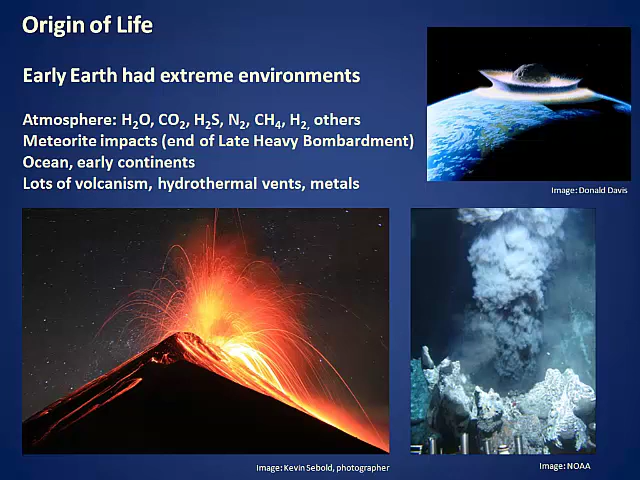 Origin of Life
Early Earth had extreme environments
Atmosphere: H₂O, CO₂, H₂S, N₂, CH₄, H₂, others
Meteorite impacts (end of Late Heavy Bombardment)
Ocean, early continents
Lots of volcanism, hydrothermal vents, metals
Image: Donald Davis
Image: Kevin Sebold, photographer
Image: NOAA